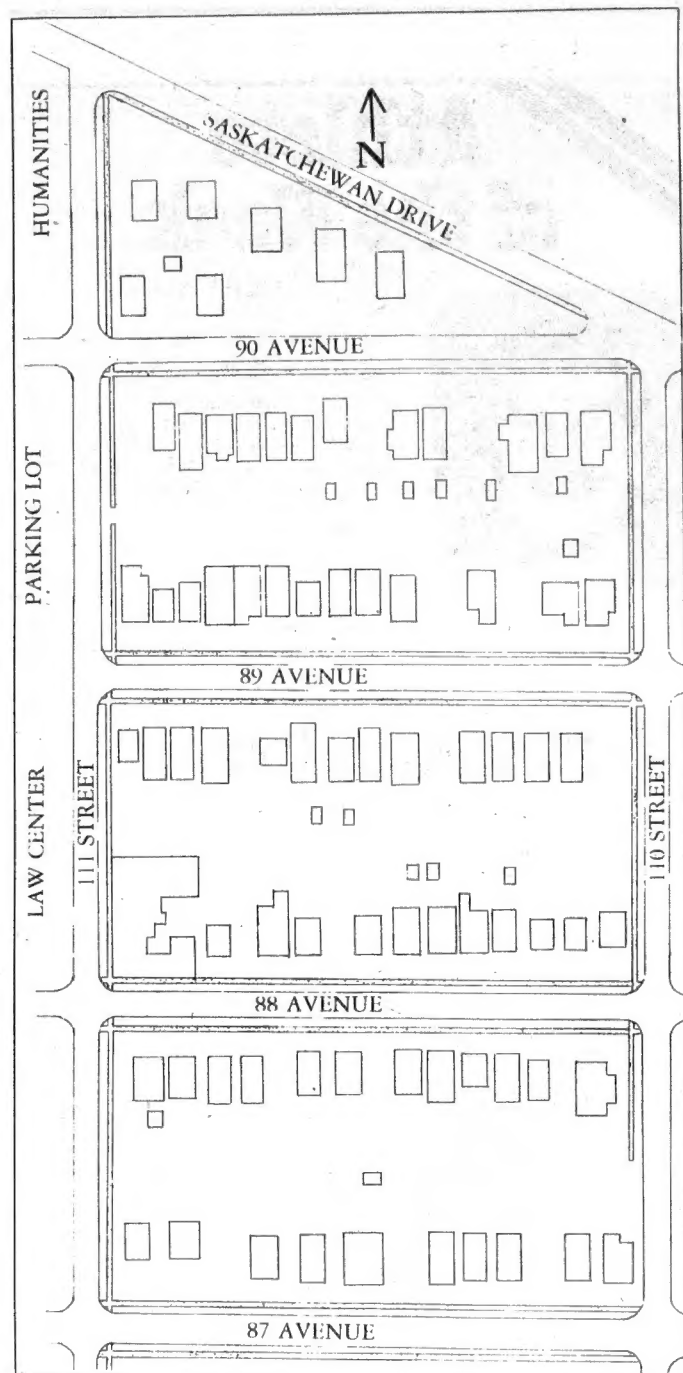 HUMANITIES
N
SASKATCHEWAN DRIVE
90 AVENUE
PARKING LOT
89 AVENUE
LAW CENTER
111 STREET
110 STREET
88 AVENUE
87 AVENUE